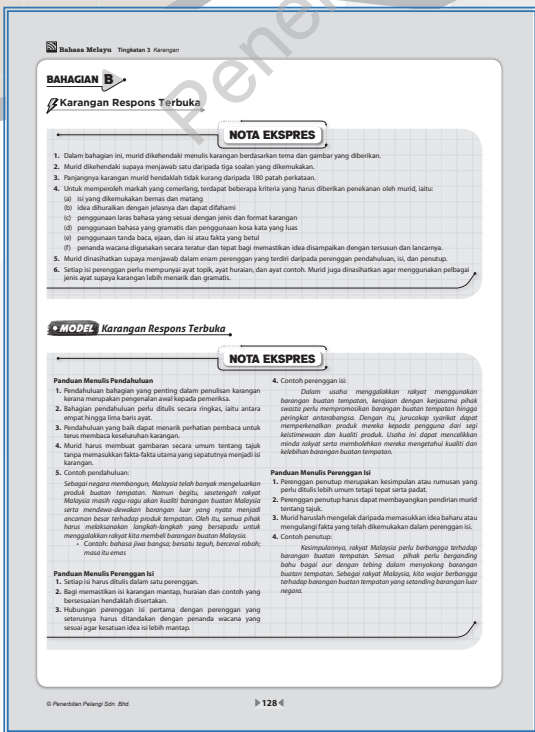 Pene
Bahasa Melayu Tingkatan 3 Karangan
BAHAGIAN B
Karangan Respons Terbuka
NOTA EKSPRES
1. Dalam bahagian ini, murid dikehendaki menulis karangan berdasarkan tema dan gambar yang diberikan.
2. Murid dikehendaki supaya menjawab satu daripada tiga soalan yang dikemukakan.
3. Panjangnya karangan murid hendaklah tidak kurang daripada 180 patah perkataan.
4. Untuk memperoleh markah yang cemerlang, terdapat beberapa kriteria yang harus diberikan penekanan oleh murid, iaitu:
(a) isi yang dikemukakan bernas dan matang
(b) idea dihuraikan dengan jelasnya dan dapat difahami
(c) penggunaan laras bahasa yang sesuai dengan jenis dan format karangan
(d) penggunaan bahasa yang gramatis dan penggunaan kosa kata yang luas
(e) penggunaan tanda baca, ejaan, dan isi atau fakta yang betul
(f) penanda wacana digunakan secara teratur dan tepat bagi memastikan idea disampaikan dengan tersusun dan lancarnya.
5. Murid dinasihatkan supaya menjawab dalam enam perenggan yang terdiri daripada perenggan pendahuluan, isi, dan penutup.
6. Setiap isi perenggan perlu mempunyai ayat topik, ayat huraian, dan ayat contoh. Murid juga dinasihatkan agar menggunakan pelbagai
jenis ayat supaya karangan lebih menarik dan gramatis.
MODEL Karangan Respons Terbuka
NOTA EKSPRES
Panduan Menulis Pendahuluan
1. Pendahuluan bahagian yang penting dalam penulisan karangan
kerana merupakan pengenalan awal kepada pemeriksa.
2. Bahagian pendahuluan perlu ditulis secara ringkas, iaitu antara
empat hingga lima baris ayat.
3. Pendahuluan yang baik dapat menarik perhatian pembaca untuk
terus membaca keseluruhan karangan.
4. Murid harus membuat gambaran secara umum tentang tajuk
tanpa memasukkan fakta-fakta utama yang sepatutnya menjadi isi
karangan.
5. Contoh pendahuluan:
Sebagai negara membangun, Malaysia telah banyak mengeluarkan
produk buatan tempatan. Namun begitu, sesetengah rakyat
Malaysia masih ragu-ragu akan kualiti barangan buatan Malaysia
serta mendewa-dewakan barangan luar yang nyata menjadi
ancaman besar terhadap produk tempatan. Oleh itu, semua pihak
harus melaksanakan langkah-langkah yang bersepadu untuk
menggalakkan rakyat kita membeli barangan buatan Malaysia.
• Contoh: bahasa jiwa bangsa; bersatu teguh, bercerai roboh;
masa itu emas
Panduan Menulis Perenggan Isi
1. Setiap isi harus ditulis dalam satu perenggan.
2. Bagi memastikan isi karangan mantap, huraian dan contoh yang
bersesuaian hendaklah disertakan.
3. Hubungan perenggan isi pertama dengan perenggan yang
seterusnya harus ditandakan dengan penanda wacana yang
sesuai agar kesatuan idea isi lebih mantap.
4. Contoh perenggan isi:
Dalam usaha menggalakkan rakyat menggunakan
barangan buatan tempatan, kerajaan dengan kerjasama pihak
swasta perlu mempromosikan barangan buatan tempatan hingga
peringkat antarabangsa. Dengan itu, jurucakap syarikat dapat
memperkenalkan produk mereka kepada pengguna dari segi
keistimewaan dan kualiti produk. Usaha ini dapat mencelikkan
minda rakyat serta membolehkan mereka mengetahui kualiti dan
kelebihan barangan buatan tempatan.
Panduan Menulis Perenggan Isi
1. Perenggan penutup merupakan kesimpulan atau rumusan yang
perlu ditulis lebih umum tetapi tepat serta padat.
2. Perenggan penutup harus dapat membayangkan pendirian murid
tentang tajuk.
3. Murid haruslah mengelak daripada memasukkan idea baharu atau
mengulangi fakta yang telah dikemukakan dalam perenggan isi.
4. Contoh penutup:
Kesimpulannya, rakyat Malaysia perlu berbangga terhadap
barangan buatan tempatan. Semua pihak perlu berganding
bahu bagai aur dengan tebing dalam menyokong barangan
buatan tempatan. Sebagai rakyat Malaysia, kita wajar berbangga
terhadap barangan buatan tempatan yang setanding barangan luar
negara.
© Penerbitan Pelangi Sdn. Bhd.
128